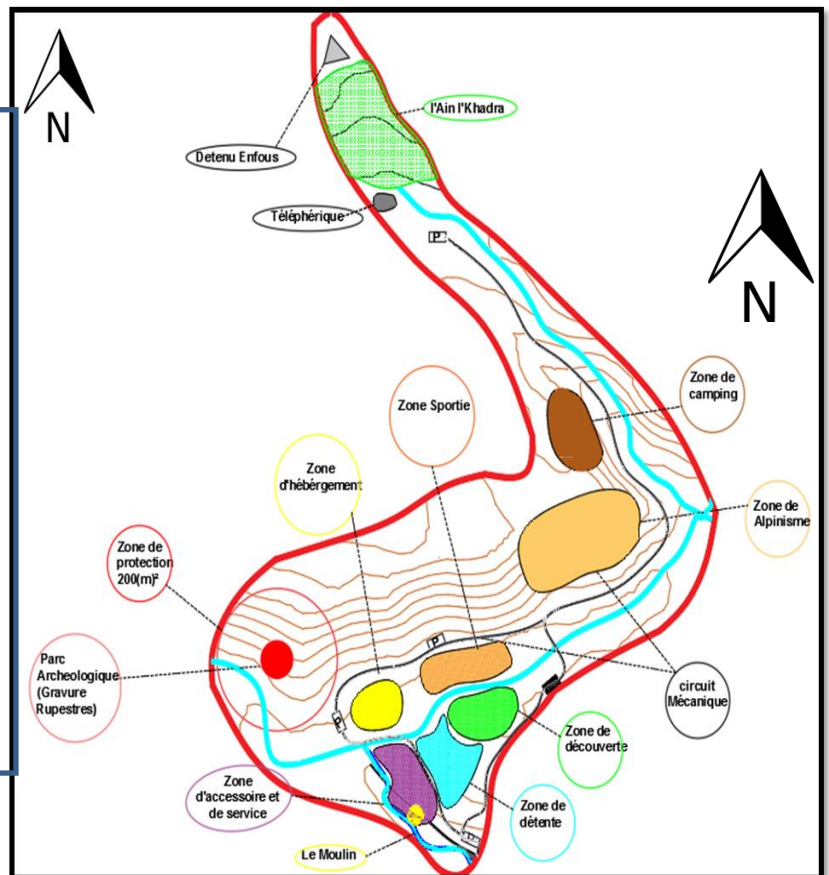 N
l'Ain l'Khadra
Detenu Enfous
Téléphérique
P
N
Zone de
camping
Zone Sportie
Zone
d'hébérgement
Zone de
Alpinisme
Zone de
protection
200(m)²
P
Parc
Archeologique
(Gravure
Rupestres)
circuit
Mécanique
P
Zone de
découverte
Zone
d'accessoire et
de service
Zone de
détente
Le Moulin